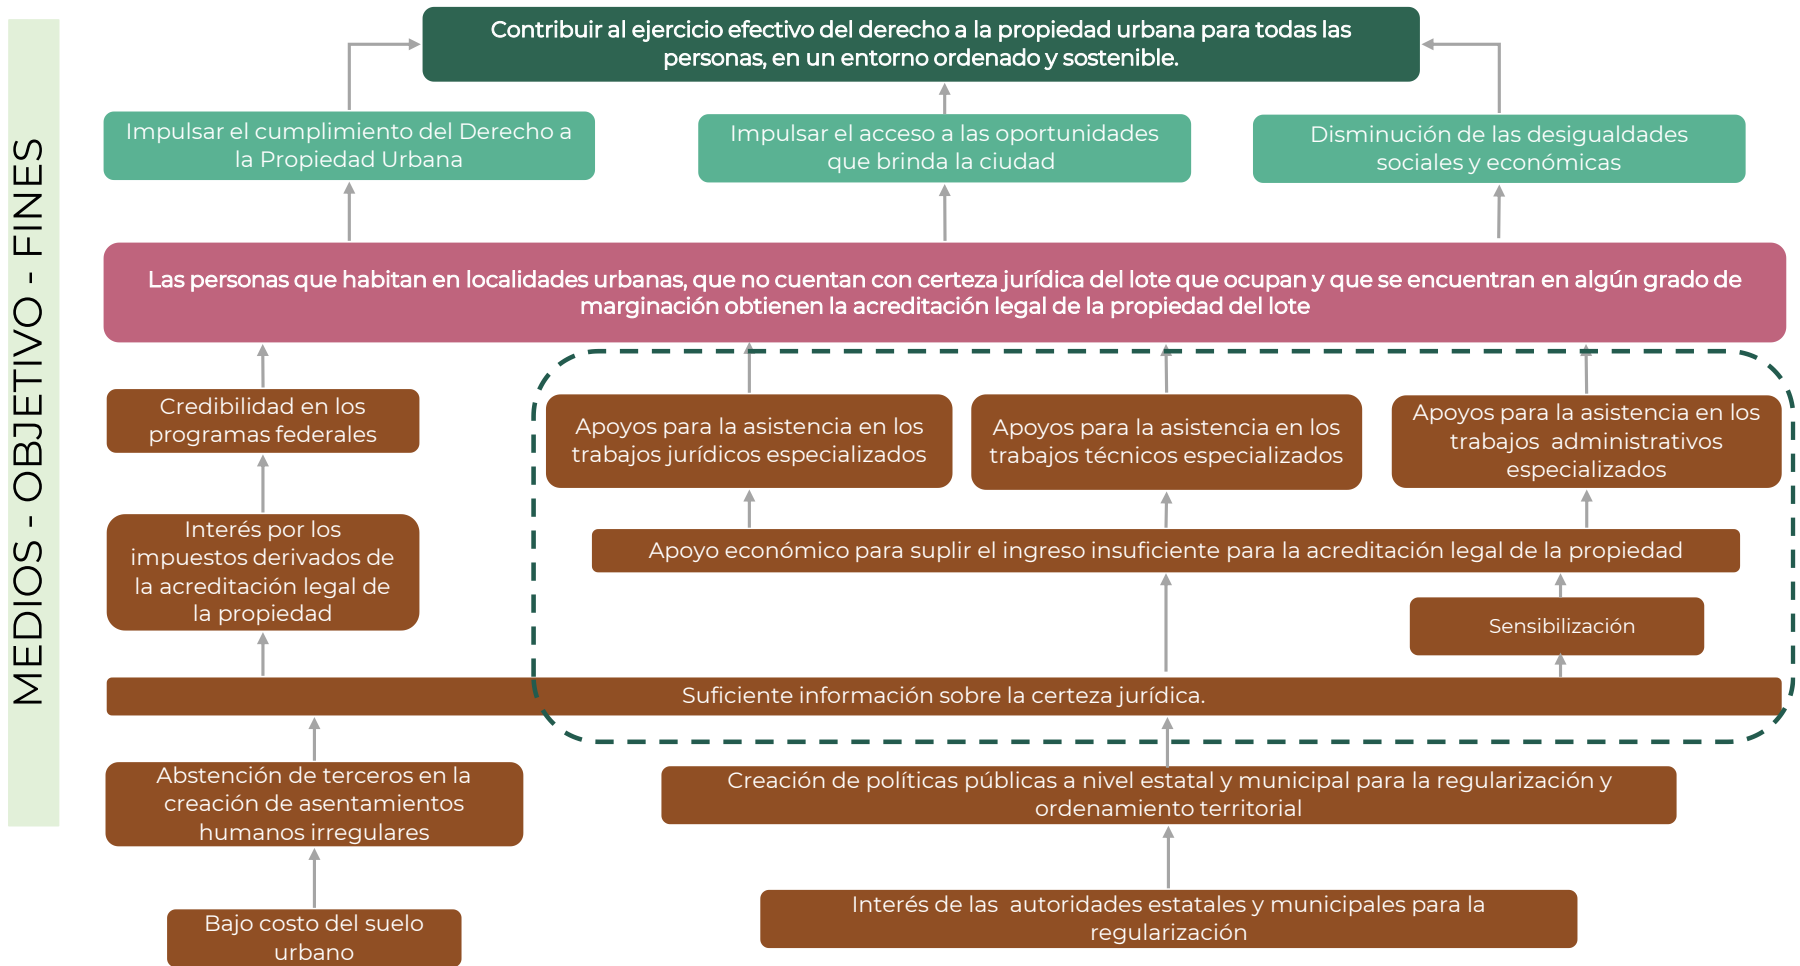 MEDIOS - OBJETIVO - FINES
Contribuir al ejercicio efectivo del derecho a la propiedad urbana para todas las
personas, en un entorno ordenado y sostenible.
Impulsar el cumplimiento del Derecho a
la Propiedad Urbana
Impulsar el acceso a las oportunidades
que brinda la ciudad
Disminución de las desigualdades
sociales y económicas
Las personas que habitan en localidades urbanas, que no cuentan con certeza jurídica del lote que ocupan y que se encuentran en algún grado de
marginación obtienen la acreditación legal de la propiedad del lote
Credibilidad en los
programas federales
Apoyos para la asistencia en los
trabajos jurídicos especializados
Apoyos para la asistencia en los
trabajos técnicos especializados
Apoyos para la asistencia en los
trabajos  administrativos
especializados
Interés por los
impuestos derivados de
la acreditación legal de
la propiedad
Apoyo económico para suplir el ingreso insuficiente para la acreditación legal de la propiedad
Sensibilización
Suficiente información sobre la certeza jurídica.
Abstención de terceros en la
creación de asentamientos
humanos irregulares
Creación de políticas públicas a nivel estatal y municipal para la regularización y
ordenamiento territorial
Bajo costo del suelo
urbano
Interés de las  autoridades estatales y municipales para la
regularización